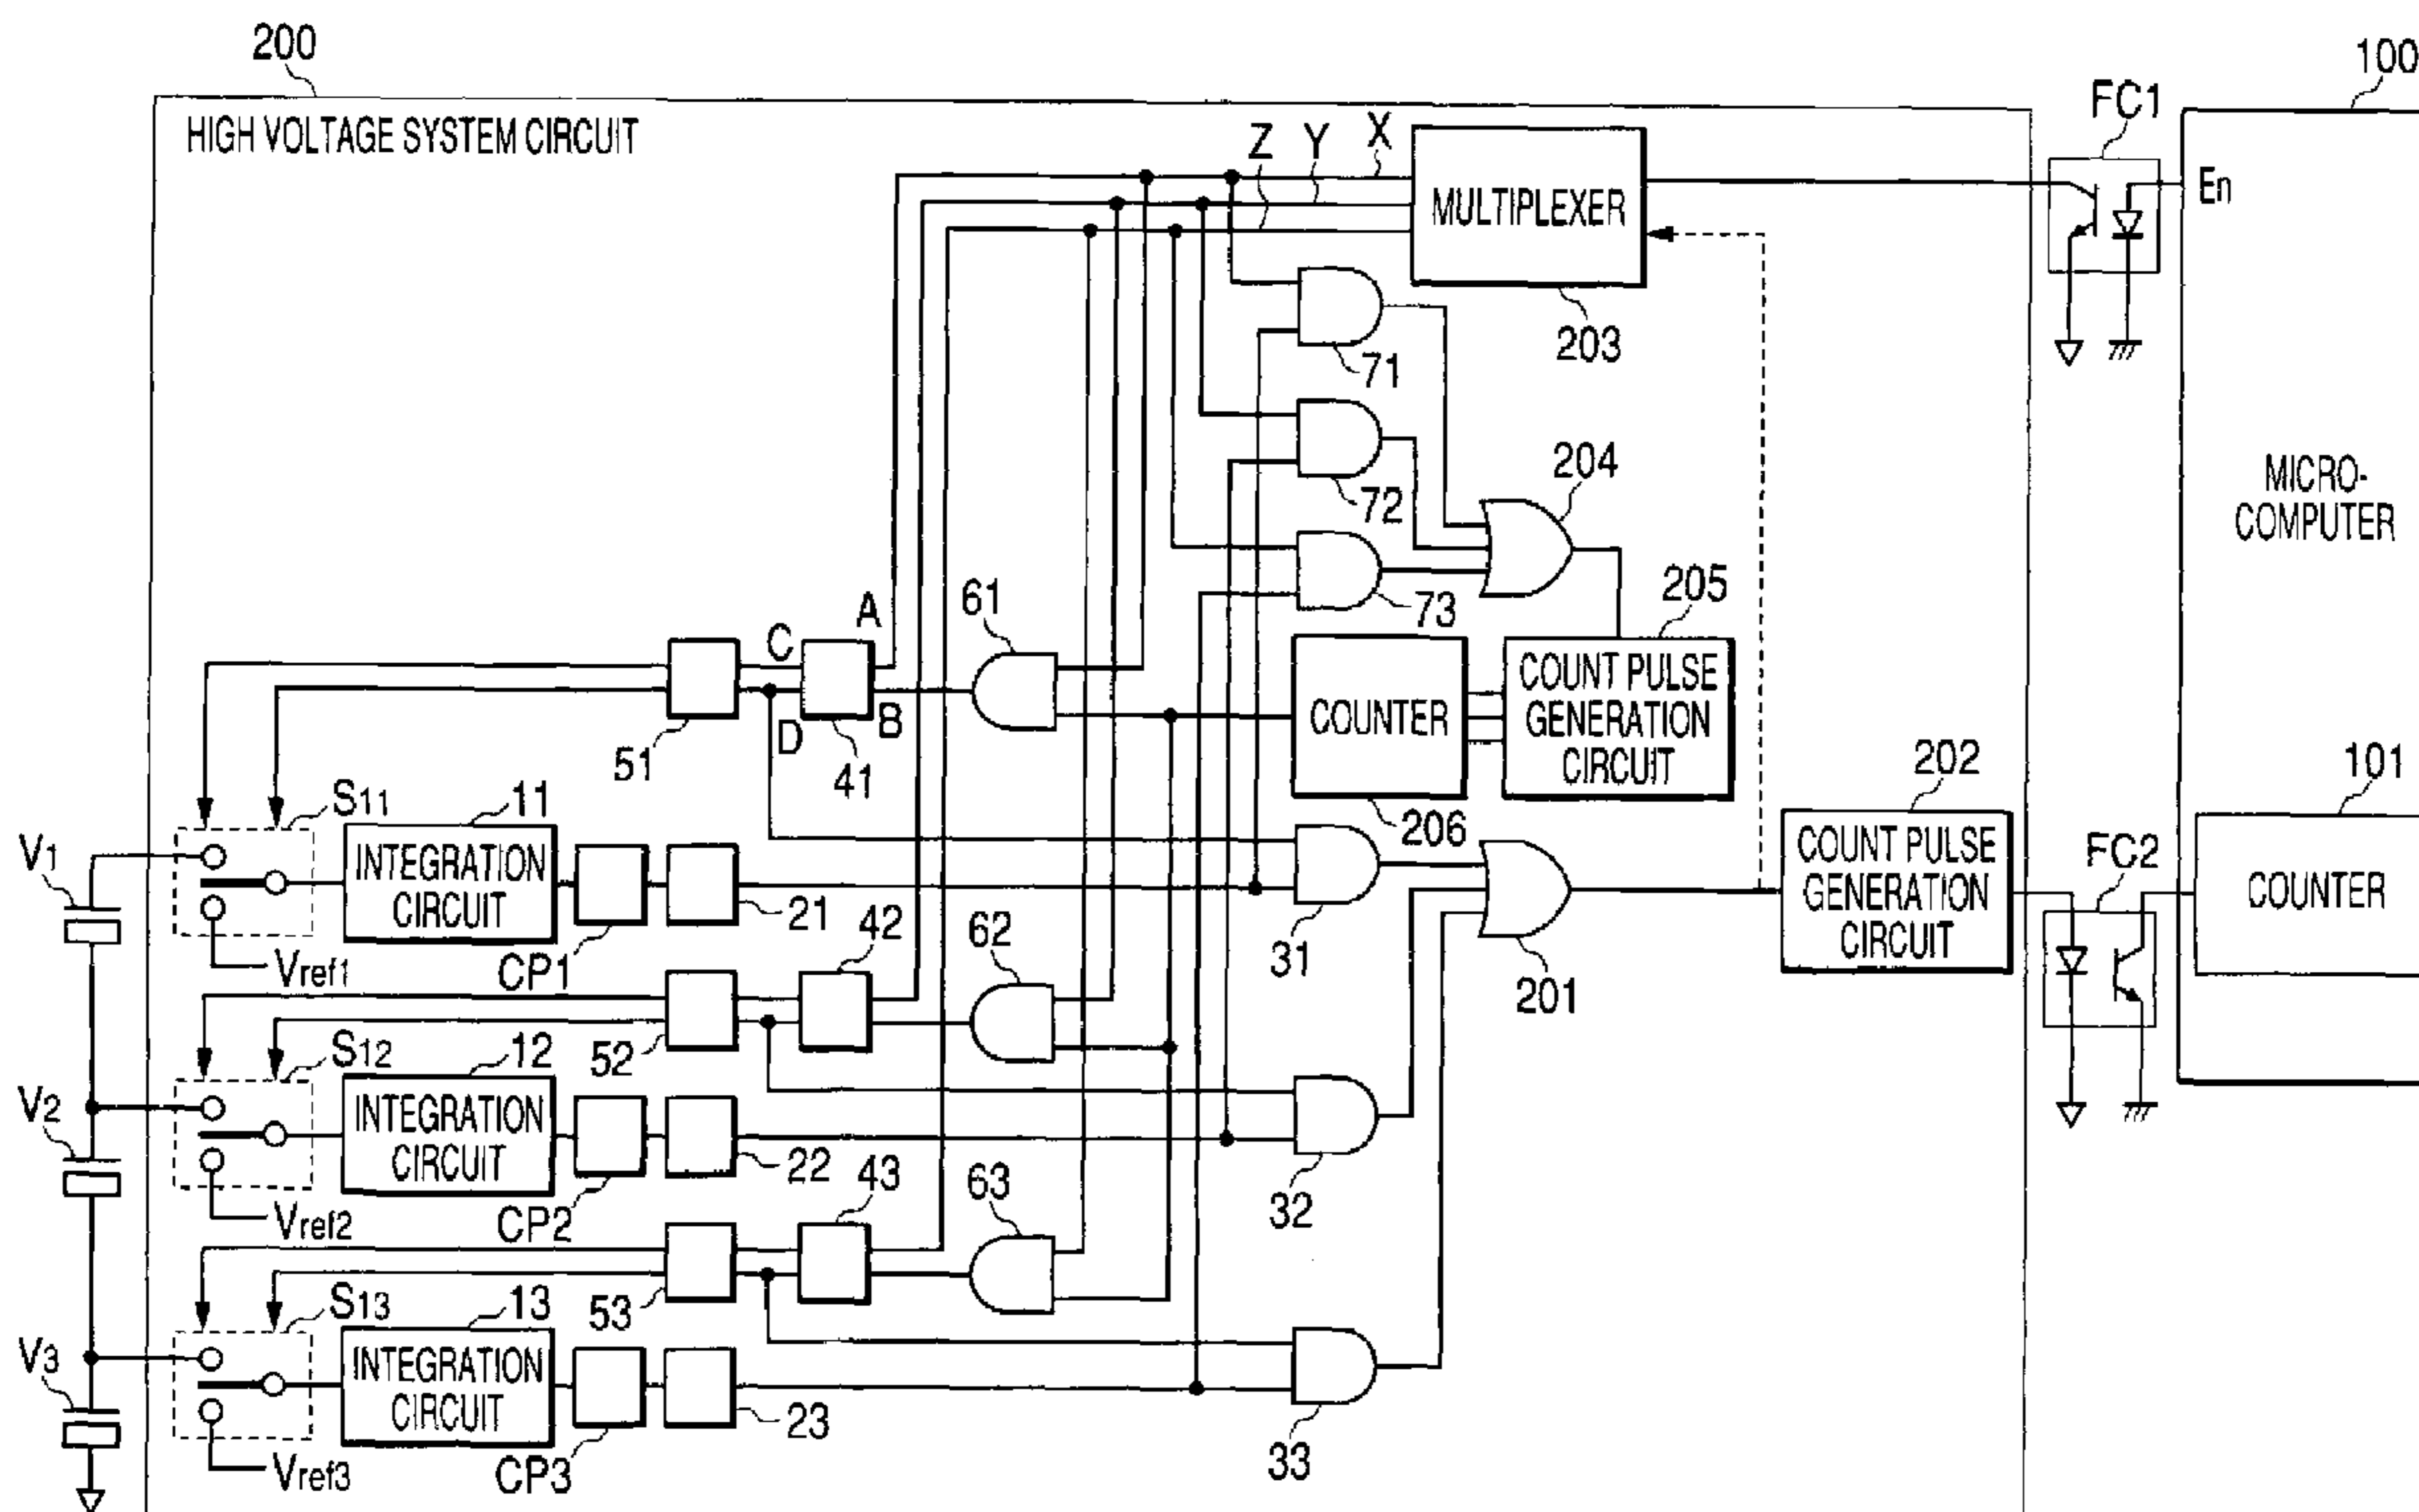 200
100
FC1
HIGH VOLTAGE SYSTEM CIRCUIT
Z
Y
X
MULTIPLEXER
En
203
71
MICRO-
COMPUTER
204
72
205
61
73
A
C
COUNT PULSE
GENERATION
CIRCUIT
COUNTER
B
D
51
41
202
101
S11
11
206
V1
INTEGRATION
CIRCUIT
COUNT PULSE
GENERATION
CIRCUIT
FC2
COUNTER
21
42
62
31
Vref1
CP1
201
S12
12
52
V2
INTEGRATION
CIRCUIT
22
43
63
32
Vref2
CP2
S13
13
53
V3
INTEGRATION
CIRCUIT
23
33
Vref3
CP3